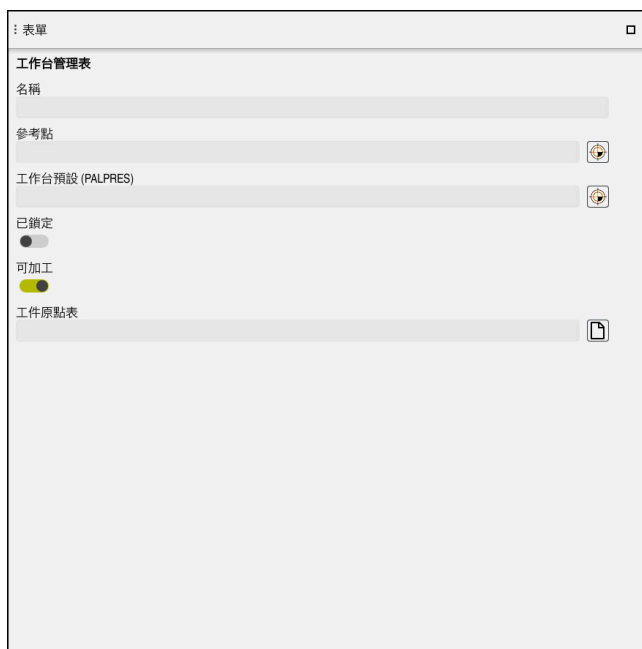 表單
工作台管理表
名稱
參考點
工作台預設 (PALPRES)
已鎖定
可加工
工件原點表